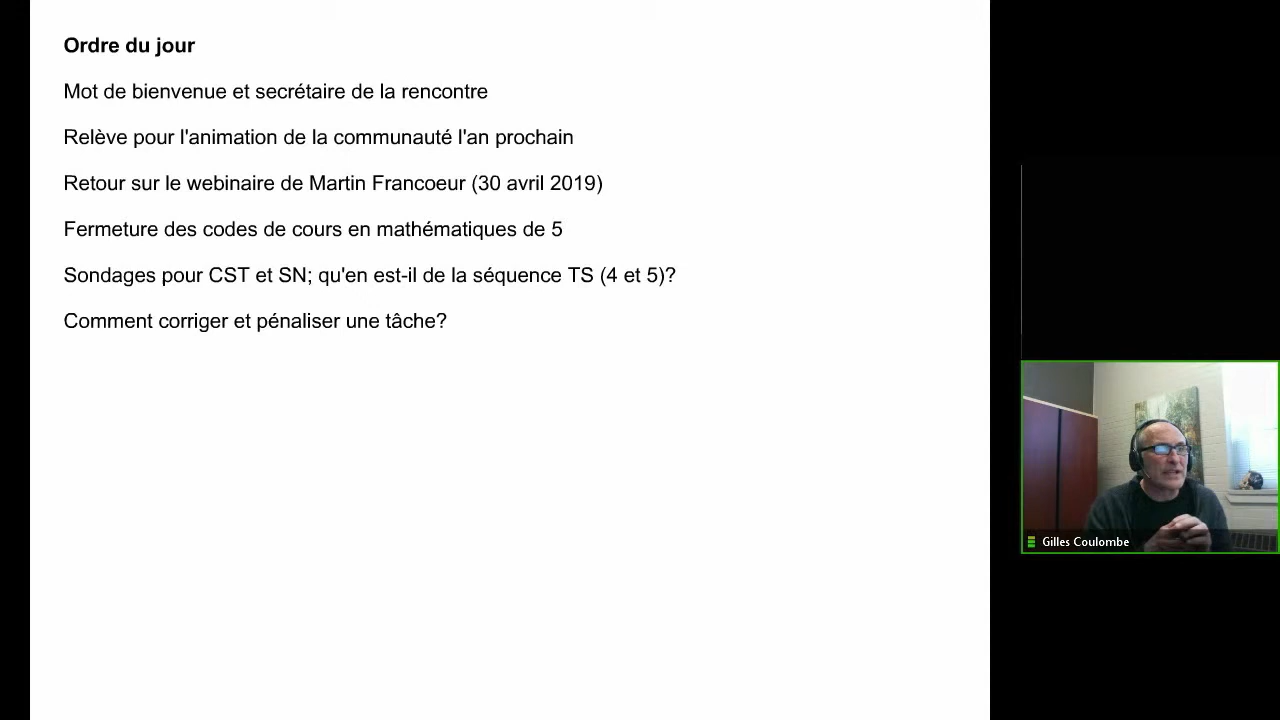 Ordre du jour
Mot de bienvenue et secrétaire de la rencontre
Relève pour l'animation de la communauté l'an prochain
Retour sur le webinaire de Martin Francoeur (30 avril 2019)
Fermeture des codes de cours en mathématiques de 5
Sondages pour CST et SN; qu'en est-il de la séquence TS (4 et 5)?
Comment corriger et pénaliser une tâche?
Gilles Coulombe